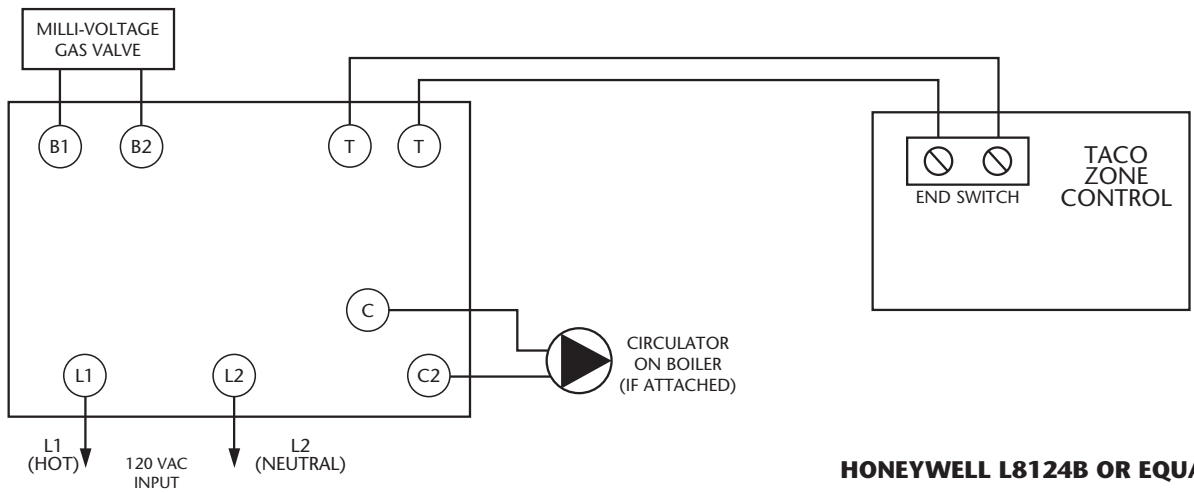 MILLI-VOLTAGE
GAS VALVE
B1
B2
T
T
END SWITCH
TACO
ZONE
CONTROL
C
CIRCULATOR
ON BOILER
(IF ATTACHED)
L1
L2
C2
L1
(HOT)
120 VAC
INPUT
L2
(NEUTRAL)
HONEYWELL L8124B OR